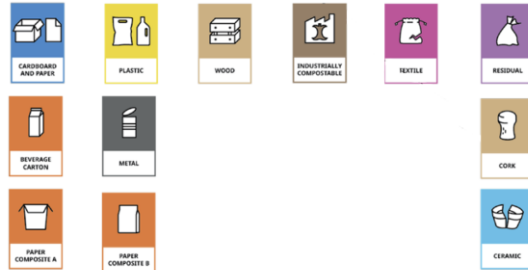 CARDBOARD
AND PAPER
PLASTIC
WOOD
INDUSTRIALLY
COMPOSTABLE
TEXTILE
RESIDUAL
BEVERAGE
CARTON
METAL
CORK
PAPER
COMPOSITE A
PAPER
COMPOSITE B
CERAMIC